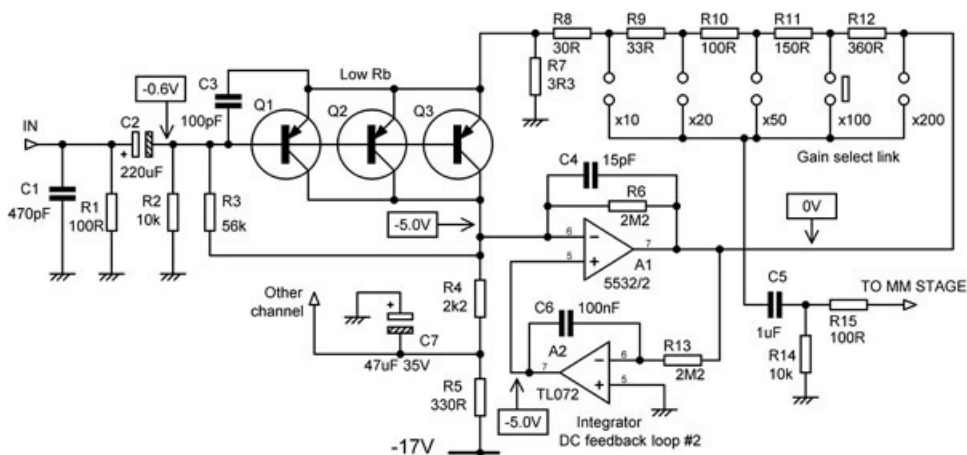 R8
30R
R9
33R
R10
100R
R11
150R
R12
360R
R7
3R3
x10
x20
x50
x100
x200
Gain select link
Low Rb
C3
100pF
Q1
Q2
Q3
-0.6V
IN
C2
+
220uF
C1
470pF
R1
100R
R2
10k
R3
56k
-5.0V
C4
15pF
R6
2M2
6
−
7
5
+
A1
5532/2
0V
R4
2k2
Other
channel
+
C7
47uF 35V
R5
330R
-17V
C6
100nF
A2
7
6
−
5
+
TL072
R13
2M2
-5.0V
Integrator
DC feedback loop #2
C5
1uF
TO MM STAGE
R15
100R
R14
10k